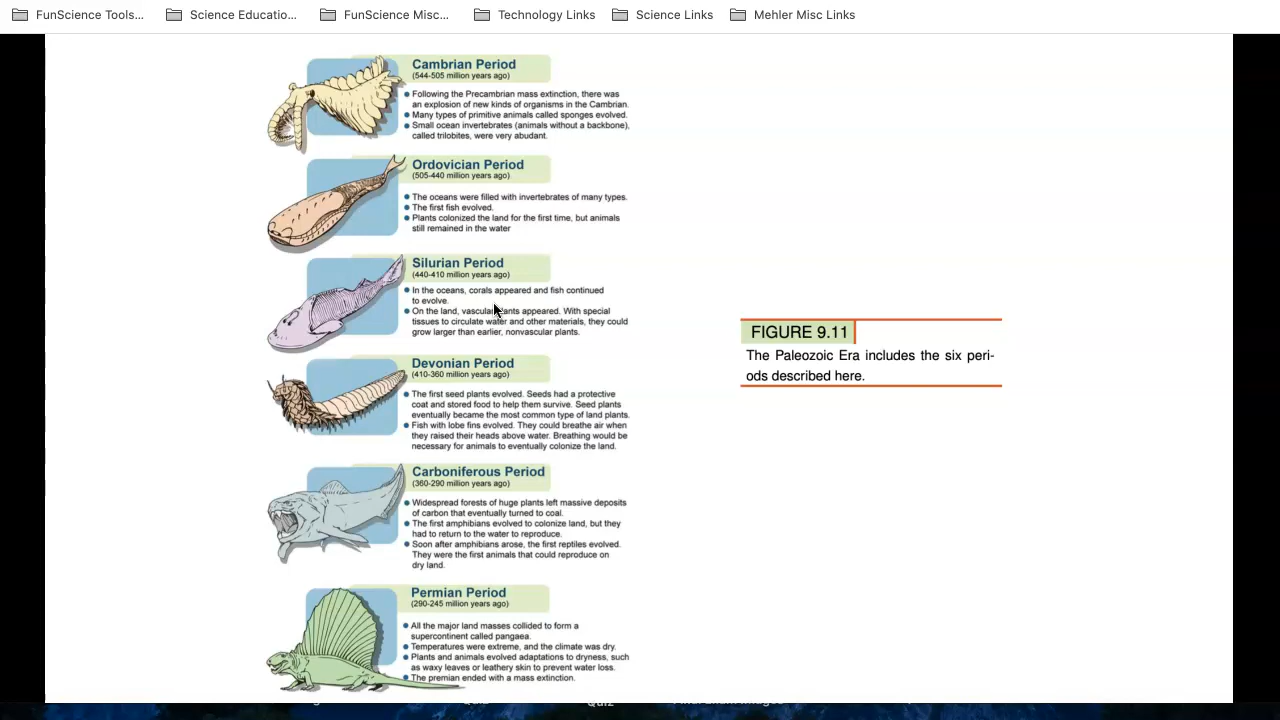 FunScience Tools...
Science Educatio...
FunScience Misc...
Technology Links
Science Links
Mehler Misc Links
Cambrian Period
(544-505 million years ago)
Following the Precambrian mass extinction, there was
an explosion of new kinds of organisms in the Cambrian.
Many types of primitive animals called sponges evolved.
Small ocean invertebrates (animals without a backbone),
called trilobites, were very abudant.
Ordovician Period
(505-440 million years ago)
The oceans were filled with invertebrates of many types.
The first fish evolved.
Plants colonized the land for the first time, but animals
still remained in the water
Silurian Period
(440-410 million years ago)
In the oceans, corals appeared and fish continued
to evolve.
On the land, vascular plants appeared. With special
tissues to circulate water and other materials, they could
grow larger than earlier, nonvascular plants.
Devonian Period
(410-360 million years ago)
The first seed plants evolved. Seeds had a protective
coat and stored food to help them survive. Seed plants
eventually became the most common type of land plants.
Fish with lobe fins evolved. They could breathe air when
they raised their heads above water. Breathing would be
necessary for animals to eventually colonize the land.
Carboniferous Period
(360-290 million years ago)
Widespread forests of huge plants left massive deposits
of carbon that eventually turned to coal.
The first amphibians evolved to colonize land, but they
had to return to the water to reproduce.
Soon after amphibians arose, the first reptiles evolved.
They were the first animals that could reproduce on
dry land.
Permian Period
(290-245 million years ago)
All the major land masses collided to form a
supercontinent called pangaea.
Temperatures were extreme, and the climate was dry.
Plants and animals evolved adaptations to dryness, such
as waxy leaves or leathery skin to prevent water loss.
The premian ended with a mass extinction.
FIGURE 9.11
The Paleozoic Era includes the six peri-
ods described here.